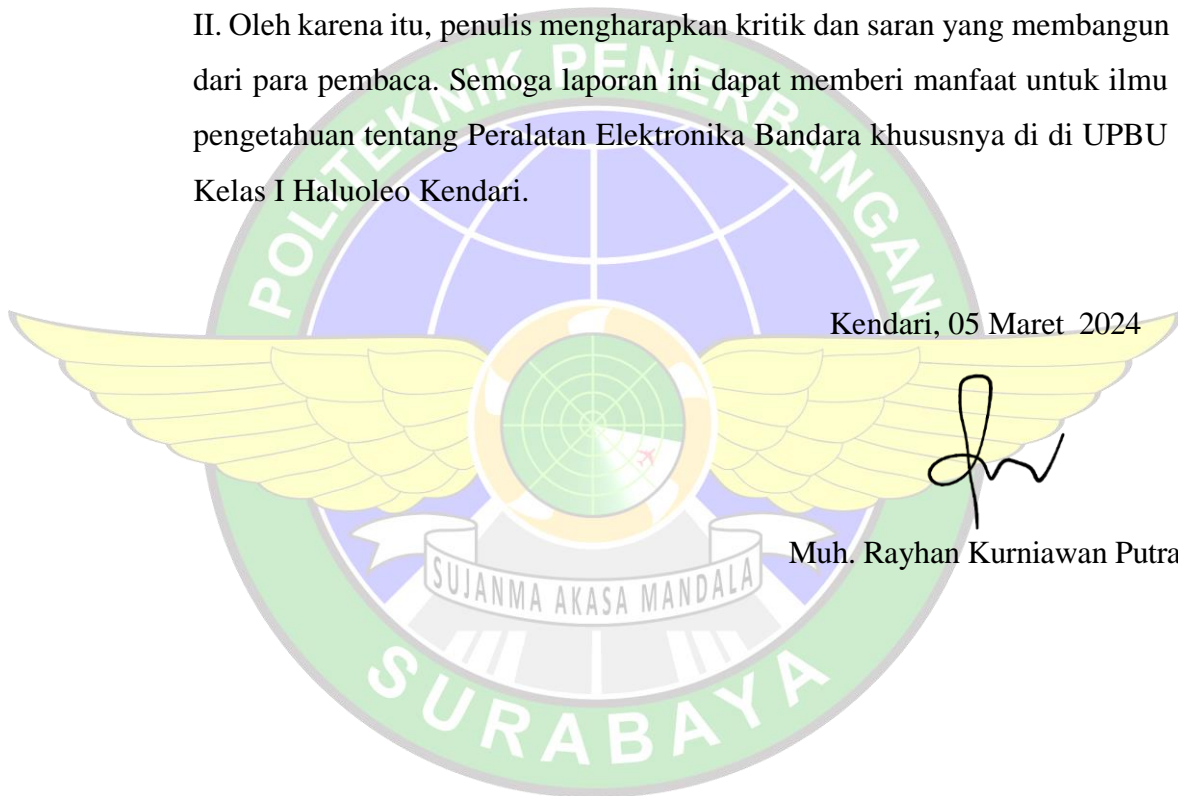 II. Oleh karena itu, penulis mengharapkan kritik dan saran yang membangun
dari para pembaca. Semoga laporan ini dapat memberi manfaat untuk ilmu
pengetahuan tentang Peralatan Elektronika Bandara khususnya di di UPBU
Kelas I Haluoleo Kendari.
POLITEKNIK PENERBANGAN
Kendari, 05 Maret 2024
Muh. Rayhan Kurniawan Putra
SUJANMA AKASA MANDALA
SURABAYA